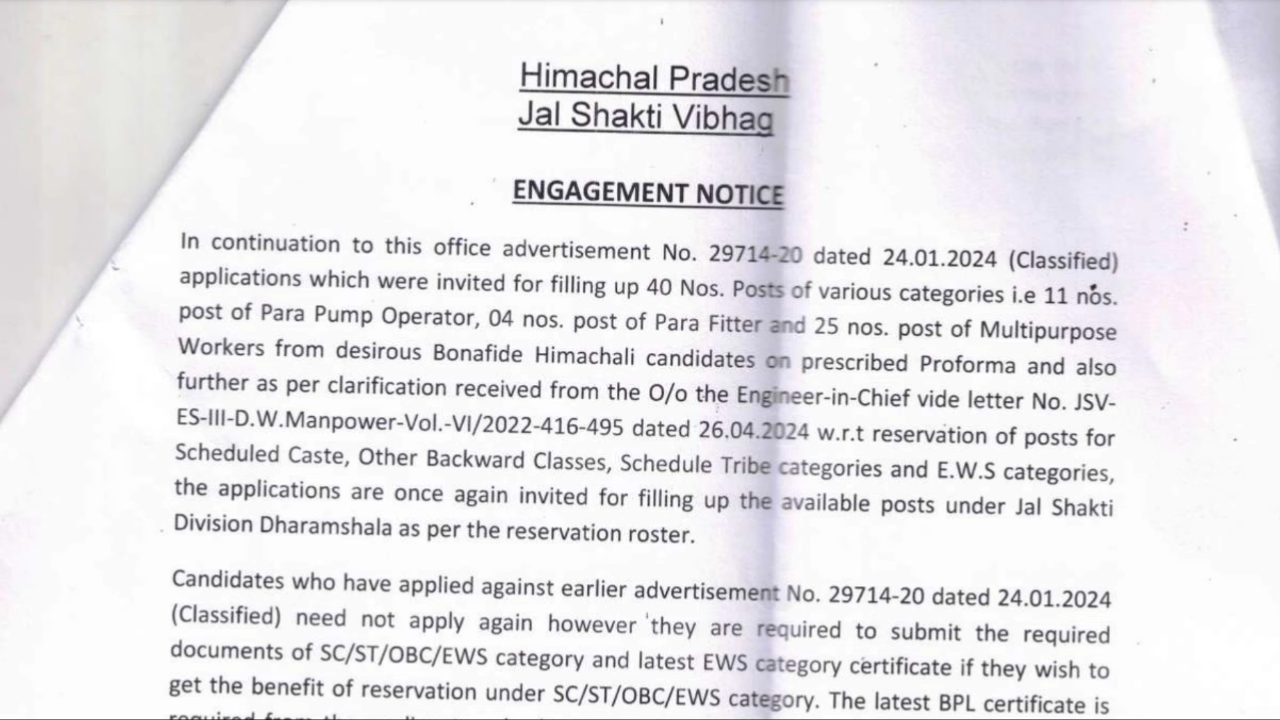 Himachal Pradesh
Jal Shakti Vibhag
ENGAGEMENT NOTICE
In continuation to this office advertisement No. 29714-20 dated 24.01.2024 (Classified)
applications which were invited for filling up 40 Nos. Posts of various categories i.e 11 nos.
post of Para Pump Operator, 04 nos. post of Para Fitter and 25 nos. post of Multipurpose
Workers from desirous Bonafide Himachali candidates on prescribed Proforma and also
further as per clarification received from the O/o the Engineer-in-Chief vide letter No. JSV-
ES-III-D.W.Manpower-Vol.-VI/2022-416-495 dated 26.04.2024 w.r.t reservation of posts for
Scheduled Caste, Other Backward Classes, Schedule Tribe categories and E.W.S categories,
the applications are once again invited for filling up the available posts under Jal Shakti
Division Dharamshala as per the reservation roster.
Candidates who have applied against earlier advertisement No. 29714-20 dated 24.01.2024
(Classified) need not apply again however they are required to submit the required
documents of SC/ST/OBC/EWS category and latest EWS category certificate if they wish to
get the benefit of reservation under SC/ST/OBC/EWS category. The latest BPL certificate is
required from the